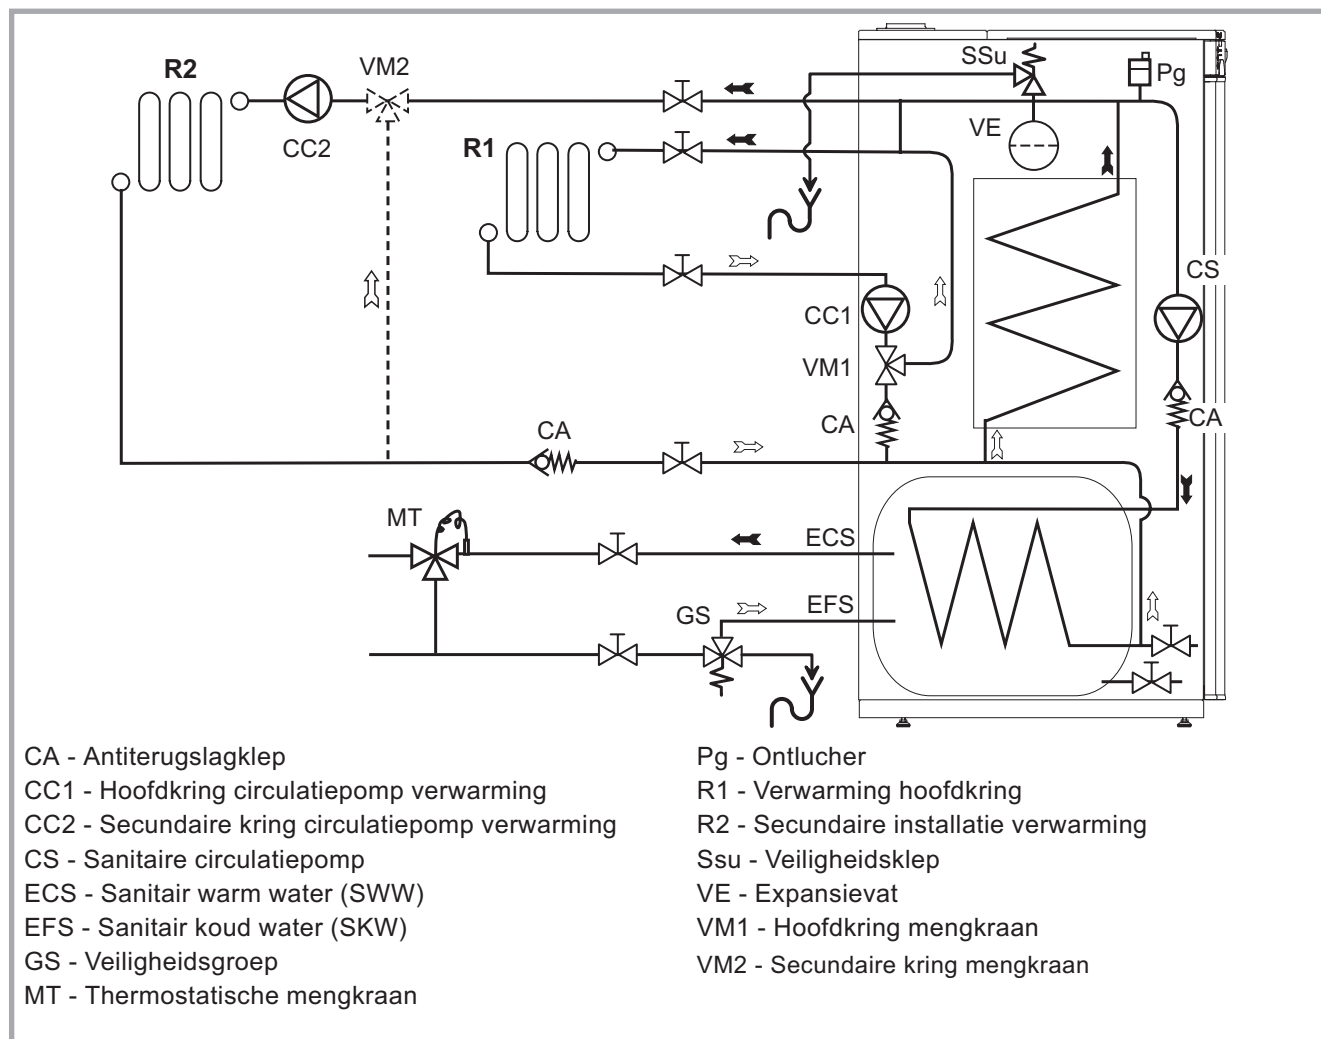 R2
VM2
SSu
Pg
CC2
R1
VE
CS
CC1
VM1
CA
CA
CA
MT
ECS
EFS
GS
CA - Antiterugslagklep
CC1 - Hoofdkring circulatiepomp verwarming
CC2 - Secundaire kring circulatiepomp verwarming
CS - Sanitaire circulatiepomp
ECS - Sanitair warm water (SWW)
EFS - Sanitair koud water (SKW)
GS - Veiligheidsgroep
MT - Thermostatische mengkraan
Pg - Ontlucher
R1 - Verwarming hoofdkring
R2 - Secundaire installatie verwarming
Ssu - Veiligheidsklep
VE - Expansievat
VM1 - Hoofdkring mengkraan
VM2 - Secundaire kring mengkraan